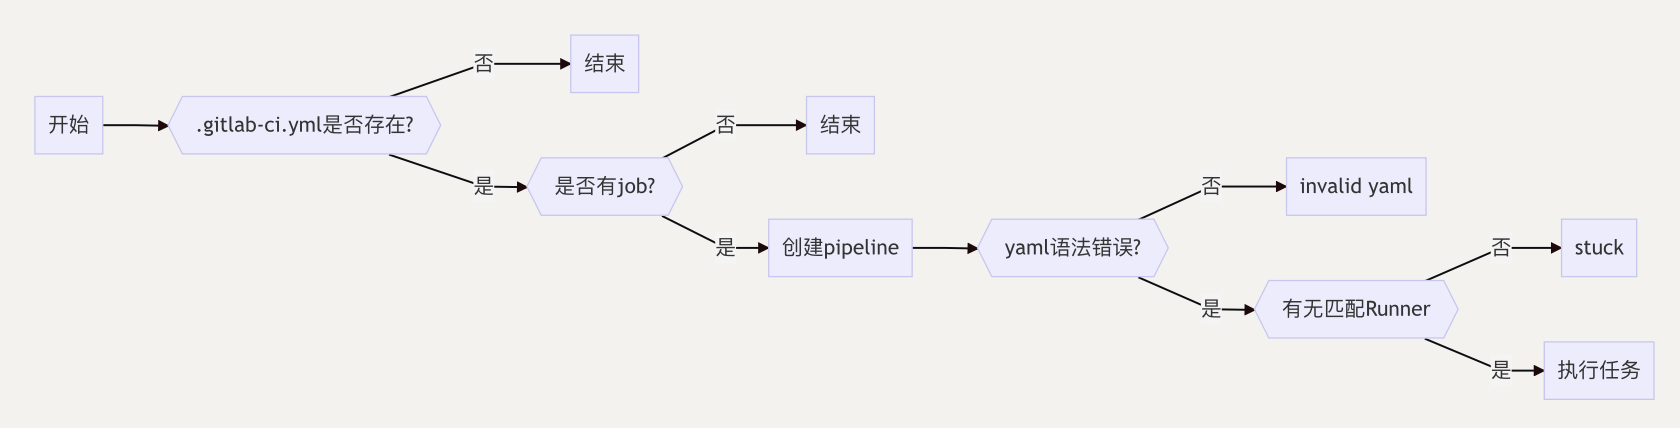 开始
.gitlab-ci.yml是否存在?
否
结束
是
是否有job?
否
结束
是
创建pipeline
yaml语法错误?
否
invalid yaml
是
有无匹配Runner
否
stuck
是
执行任务